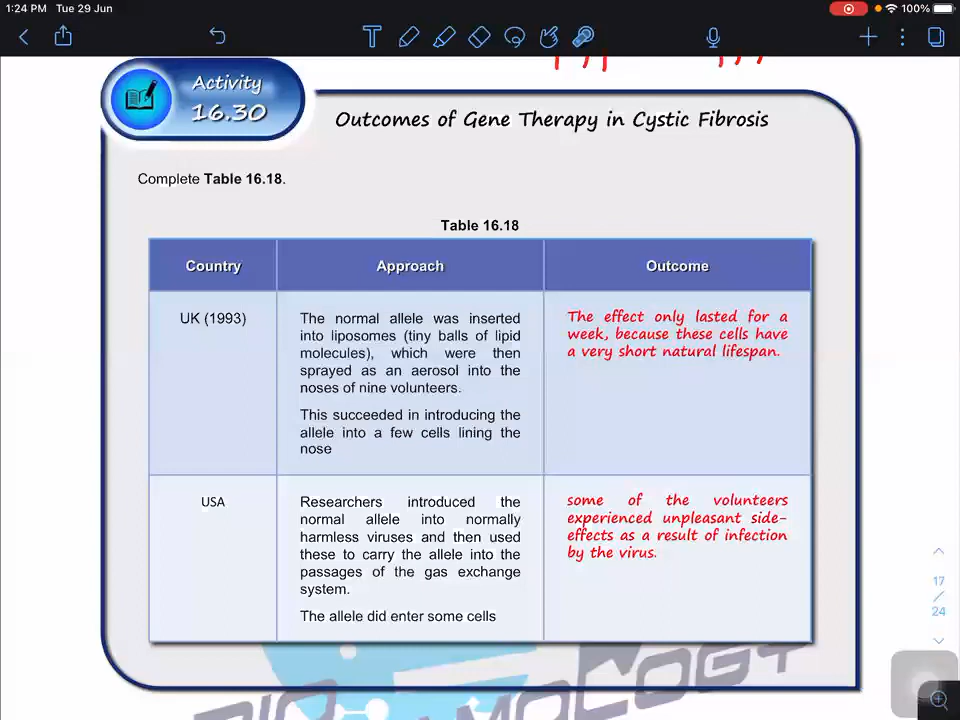 1:24 PM Tue 29 Jun
100%
Activity
16.30
Outcomes of Gene Therapy in Cystic Fibrosis
Complete Table 16.18.
Table 16.18
Country
Approach
Outcome
UK (1993)
The normal allele was inserted
into liposomes (tiny balls of lipid
molecules), which were then
sprayed as an aerosol into the
noses of nine volunteers.
This succeeded in introducing the
allele into a few cells lining the
nose
The effect only lasted for a
week, because these cells have
a very short natural lifespan.
USA
Researchers introduced the
normal allele into normally
harmless viruses and then used
these to carry the allele into the
passages of the gas exchange
system.
The allele did enter some cells
some of the volunteers
experienced unpleasant side-
effects as a result of infection
by the virus.
17
/
24